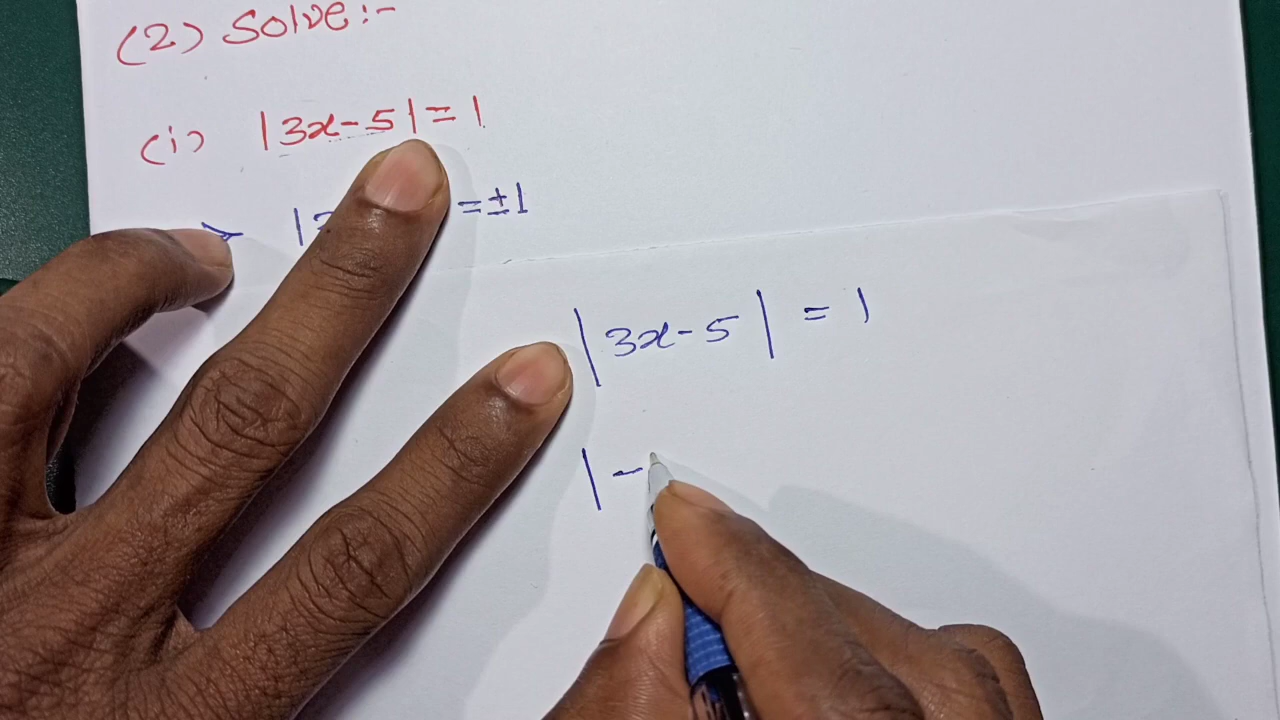 (2) Solve:-
(i) |3x-5|=1
= ±1
|3x-5| = 1
| -